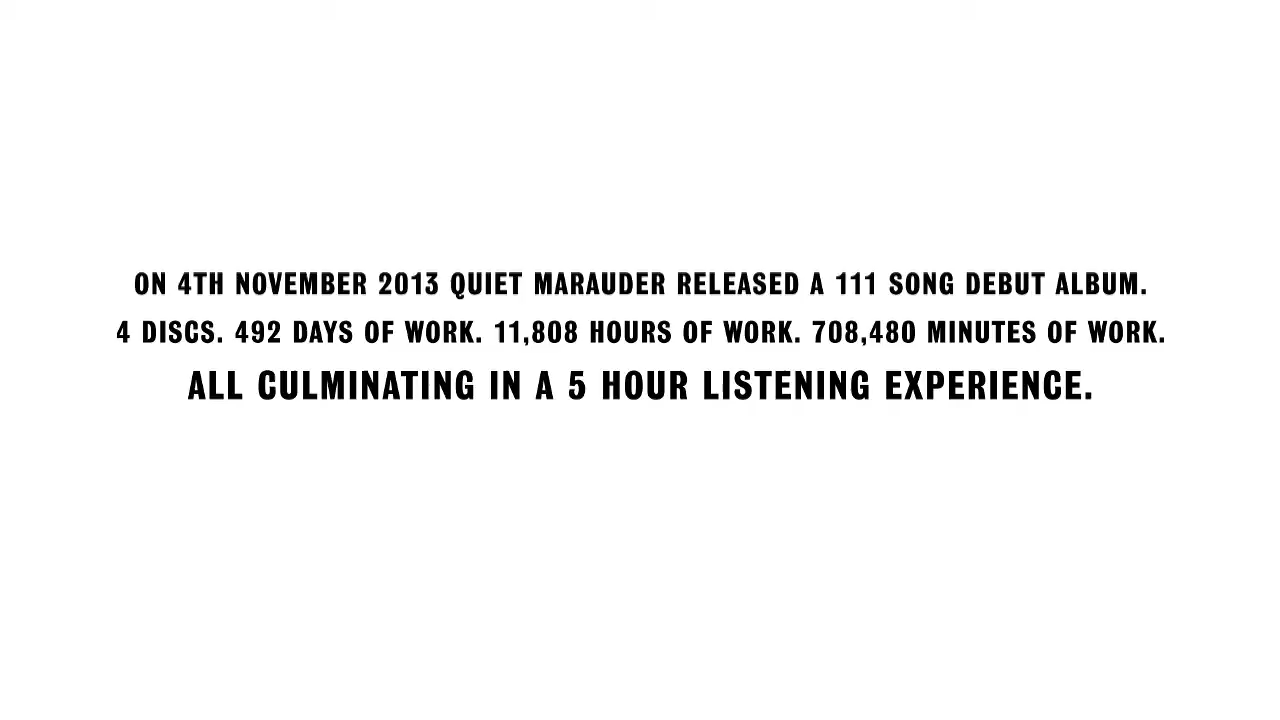 ON 4TH NOVEMBER 2013 QUIET MARAUDER RELEASED A 111 SONG DEBUT ALBUM.
4 DISCS. 492 DAYS OF WORK. 11,808 HOURS OF WORK. 708,480 MINUTES OF WORK.
ALL CULMINATING IN A 5 HOUR LISTENING EXPERIENCE.